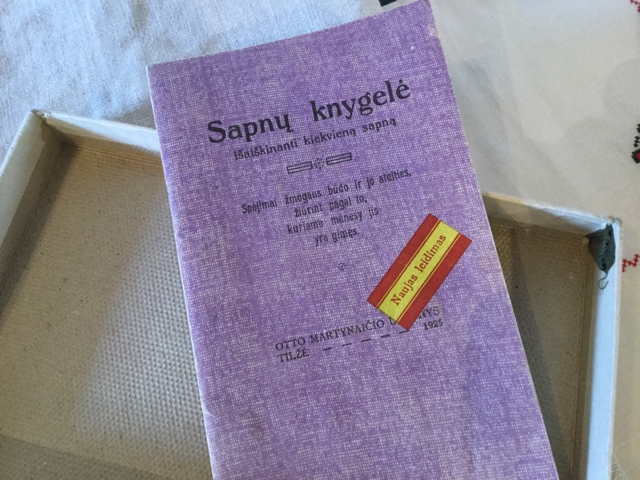 Sapnų knygelė
išaiškinanti kiekvieną sapną
Spėjimai žmogaus būdo ir jo ateities,
žiūrint pagal to,
kuriame mėnesy jis
yra gimęs.
Naujas leidimas
OTTO MARTYNAIČIO
TILŽĖ — — — — — 1925